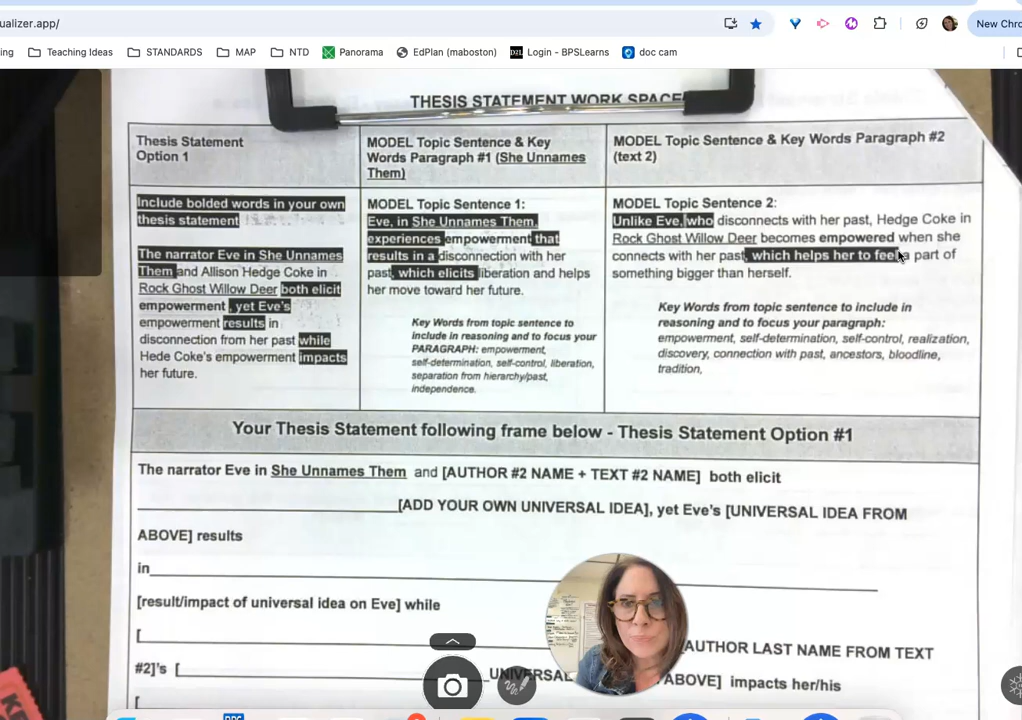 ualizer.app/
New Chro
ing
Teaching Ideas
STANDARDS
MAP
NTD
Panorama
EdPlan (maboston)
D2L
Login - BPSLearns
doc cam
THESIS STATEMENT WORK SPACE
Thesis Statement
Option 1
MODEL Topic Sentence & Key
Words Paragraph #1 (She Unnames
Them)
MODEL Topic Sentence & Key Words Paragraph #2
(text 2)
Include bolded words in your own
thesis statement
The narrator Eve in She Unnames
Them and Allison Hedge Coke in
Rock Ghost Willow Deer both elicit
empowerment , yet Eve's
empowerment results in
disconnection from her past while
Hede Coke's empowerment impacts
her future.
MODEL Topic Sentence 1:
Eve, in She Unnames Them,
experiences empowerment that
results in a disconnection with her
past, which elicits liberation and helps
her move toward her future.
Key Words from topic sentence to
include in reasoning and to focus your
PARAGRAPH: empowerment,
self-determination, self-control, liberation,
separation from hierarchy/past,
independence.
MODEL Topic Sentence 2:
Unlike Eve, who disconnects with her past, Hedge Coke in
Rock Ghost Willow Deer becomes empowered when she
connects with her past, which helps her to feel a part of
something bigger than herself.
Key Words from topic sentence to include in
reasoning and to focus your paragraph:
empowerment, self-determination, self-control, realization,
discovery, connection with past, ancestors, bloodline,
tradition,
Your Thesis Statement following frame below - Thesis Statement Option #1
The narrator Eve in She Unnames Them and [AUTHOR #2 NAME + TEXT #2 NAME] both elicit
[ADD YOUR OWN UNIVERSAL IDEA], yet Eve's [UNIVERSAL IDEA FROM
ABOVE] results
in
[result/impact of universal idea on Eve] while
[ AUTHOR LAST NAME FROM TEXT
#2]'s [ UNIVERSAL ABOVE] impacts her/his
[